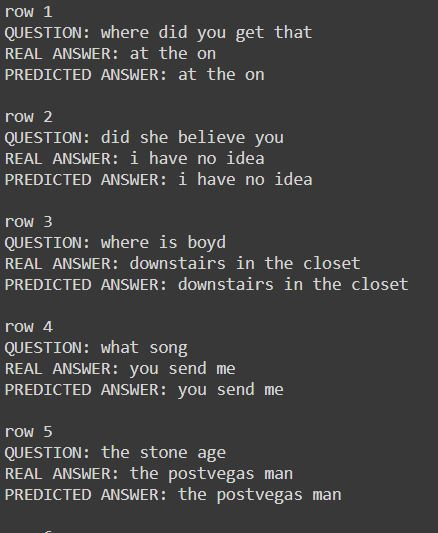 row 1
QUESTION: where did you get that
REAL ANSWER: at the on
PREDICTED ANSWER: at the on
row 2
QUESTION: did she believe you
REAL ANSWER: i have no idea
PREDICTED ANSWER: i have no idea
row 3
QUESTION: where is boyd
REAL ANSWER: downstairs in the closet
PREDICTED ANSWER: downstairs in the closet
row 4
QUESTION: what song
REAL ANSWER: you send me
PREDICTED ANSWER: you send me
row 5
QUESTION: the stone age
REAL ANSWER: the postvegas man
PREDICTED ANSWER: the postvegas man